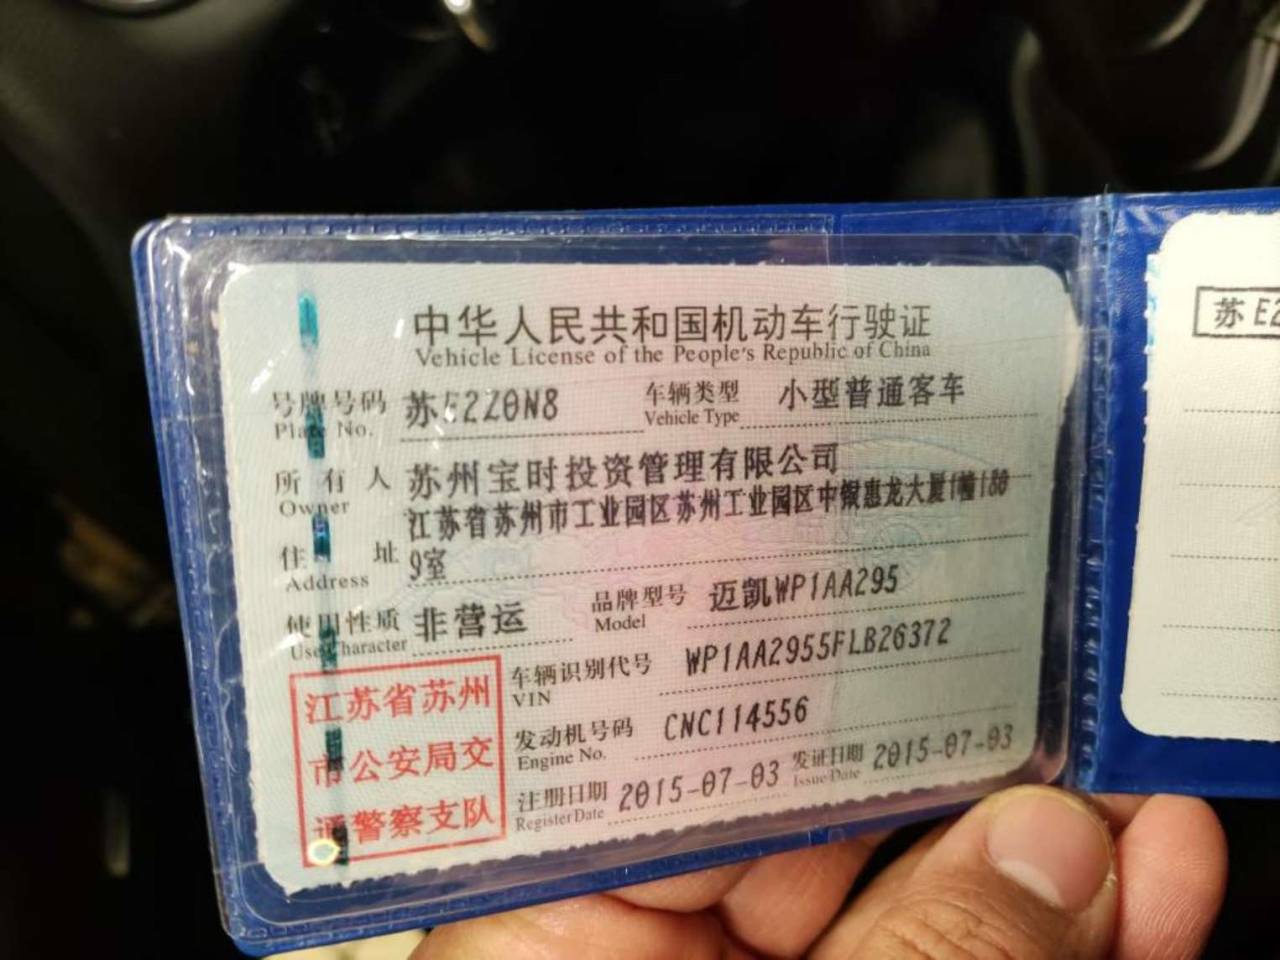 中华人民共和国机动车行驶证
Vehicle License of the People's Republic of China
号牌号码 苏E2Z0N8 车辆类型 小型普通客车
Plate No. Vehicle Type
所有人 苏州宝时投资管理有限公司
Owner
江苏省苏州市工业园区苏州工业园区中银惠龙大厦1幢180
住址 9室
Address
使用性质 非营运 品牌型号 迈凯WP1AA295
Use Character Model
车辆识别代号 WP1AA2955FLB26372
VIN
发动机号码 CNC114556
Engine No.
注册日期 2015-07-03 发证日期 2015-07-03
Register Date Issue Date
江苏省苏州
市公安局交
通警察支队
苏E2